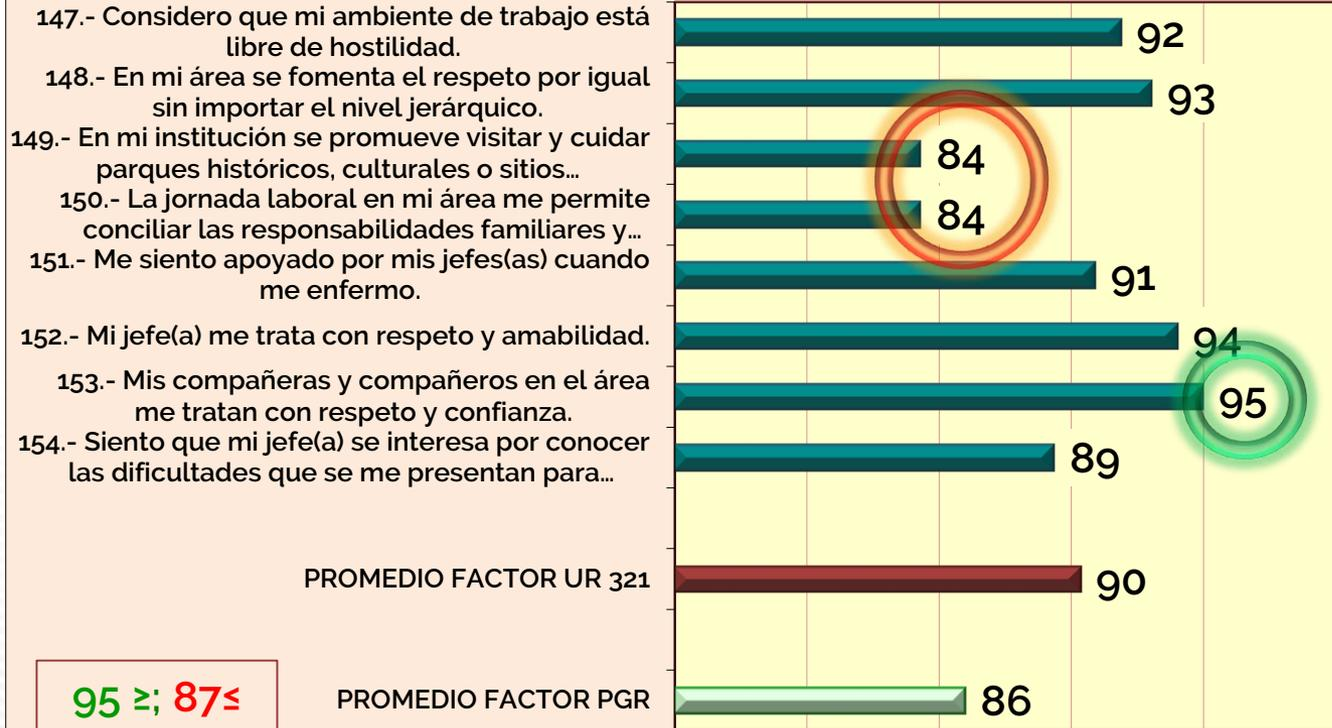 147.- Considero que mi ambiente de trabajo está
libre de hostilidad.
92
148.- En mi área se fomenta el respeto por igual
sin importar el nivel jerárquico.
93
149.- En mi institución se promueve visitar y cuidar
parques históricos, culturales o sitios...
84
150.- La jornada laboral en mi área me permite
conciliar las responsabilidades familiares y...
84
151.- Me siento apoyado por mis jefes(as) cuando
me enfermo.
91
152.- Mi jefe(a) me trata con respeto y amabilidad.
94
153.- Mis compañeras y compañeros en el área
me tratan con respeto y confianza.
95
154.- Siento que mi jefe(a) se interesa por conocer
las dificultades que se me presentan para...
89
PROMEDIO FACTOR UR 321
90
95 ≥; 87≤
PROMEDIO FACTOR PGR
86